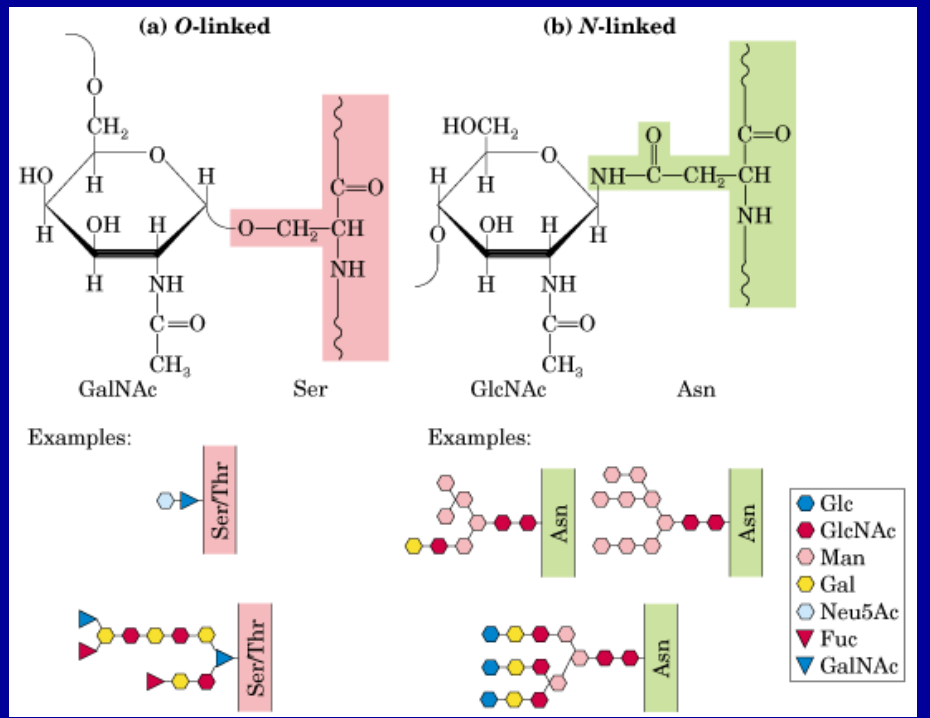 (a) O-linked
O
CH₂
O
HO
H
H
OH
H
H
H
NH
C=O
CH₃
O—CH₂—CH
C=O
NH
GalNAc
Ser
(b) N-linked
HOCH₂
O
H
H
O
OH
H
H
H
NH
C=O
CH₃
O
NH—C—CH₂—CH
C=O
NH
GlcNAc
Asn
Examples:
Ser/Thr
Ser/Thr
Examples:
Asn
Asn
Asn
Glc
GlcNAc
Man
Gal
Neu5Ac
Fuc
GalNAc